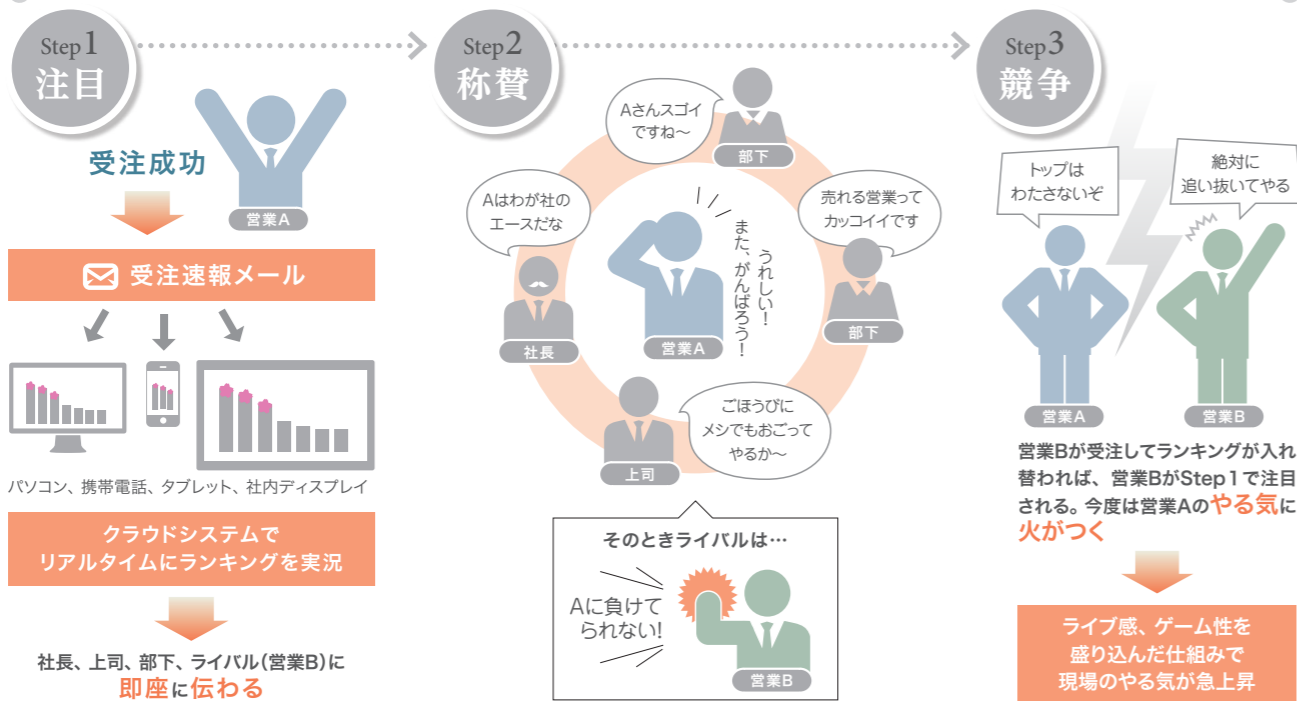 Step1
注目
受注成功
営業A
受注速報メール
パソコン、携帯電話、タブレット、社内ディスプレイ
クラウドシステムで
リアルタイムにランキングを実況
社長、上司、部下、ライバル(営業B)に
即座に伝わる
Step2
称賛
Aさんスゴイ
ですね〜
部下
Aはわが社の
エースだな
社長
売れる営業って
カッコイイです
部下
うれしい!
また、がんばろう!
営業A
ごほうびに
メシでもおごって
やるか〜
上司
そのときライバルは…
Aに負けて
られない!
営業B
Step3
競争
トップは
わたさないぞ
営業A
絶対に
追い抜いてやる
営業B
営業Bが受注してランキングが入れ
替われば、営業BがStep1で注目
される。今度は営業Aのやる気に
火がつく
ライブ感、ゲーム性を
盛り込んだ仕組みで
現場のやる気が急上昇